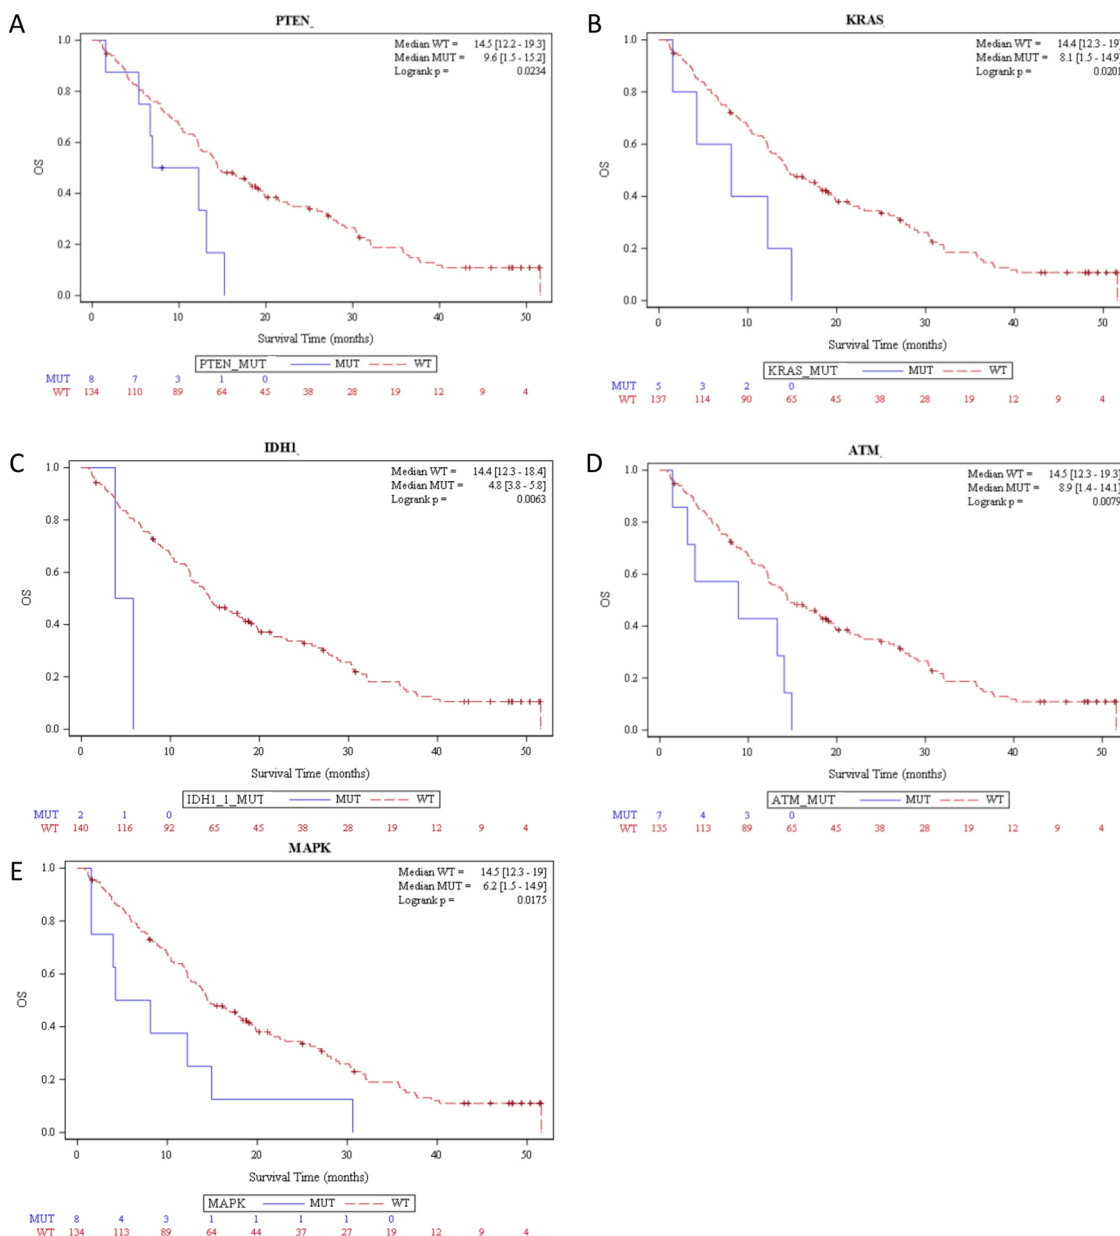 A
PTEN
Median WT = 14.5 [12.2 - 19.3]
Median MUT = 9.6 [1.5 - 15.2]
Logrank p = 0.0234
1.0
0.8
0.6
0.4
0.2
0.0
OS
0 10 20 30 40 50
Survival Time (months)
PTEN_MUT MUT WT
MUT 8 7 3 1 0
WT 134 110 89 64 45 38 28 19 12 9 4
B
KRAS
Median WT = 14.4 [12.3 - 19]
Median MUT = 8.1 [1.5 - 14.9]
Logrank p = 0.0201
1.0
0.8
0.6
0.4
0.2
0.0
OS
0 10 20 30 40 50
Survival Time (months)
KRAS_MUT MUT WT
MUT 5 3 2 0
WT 137 114 90 65 45 38 28 19 12 9 4
C
IDH1
Median WT = 14.4 [12.3 - 18.4]
Median MUT = 4.8 [3.8 - 5.8]
Logrank p = 0.0063
1.0
0.8
0.6
0.4
0.2
0.0
OS
0 10 20 30 40 50
Survival Time (months)
IDH1_1_MUT MUT WT
MUT 2 1 0
WT 140 116 92 65 45 38 28 19 12 9 4
D
ATM
Median WT = 14.5 [12.3 - 19.3]
Median MUT = 8.9 [1.4 - 14.1]
Logrank p = 0.0079
1.0
0.8
0.6
0.4
0.2
0.0
OS
0 10 20 30 40 50
Survival Time (months)
ATM_MUT MUT WT
MUT 7 4 3 0
WT 135 113 89 65 45 38 28 19 12 9 4
E
MAPK
Median WT = 14.5 [12.3 - 19]
Median MUT = 6.2 [1.5 - 14.9]
Logrank p = 0.0175
1.0
0.8
0.6
0.4
0.2
0.0
OS
0 10 20 30 40 50
Survival Time (months)
MAPK MUT WT
MUT 8 4 3 1 1 1 1 0
WT 134 113 89 64 44 37 27 19 12 9 4